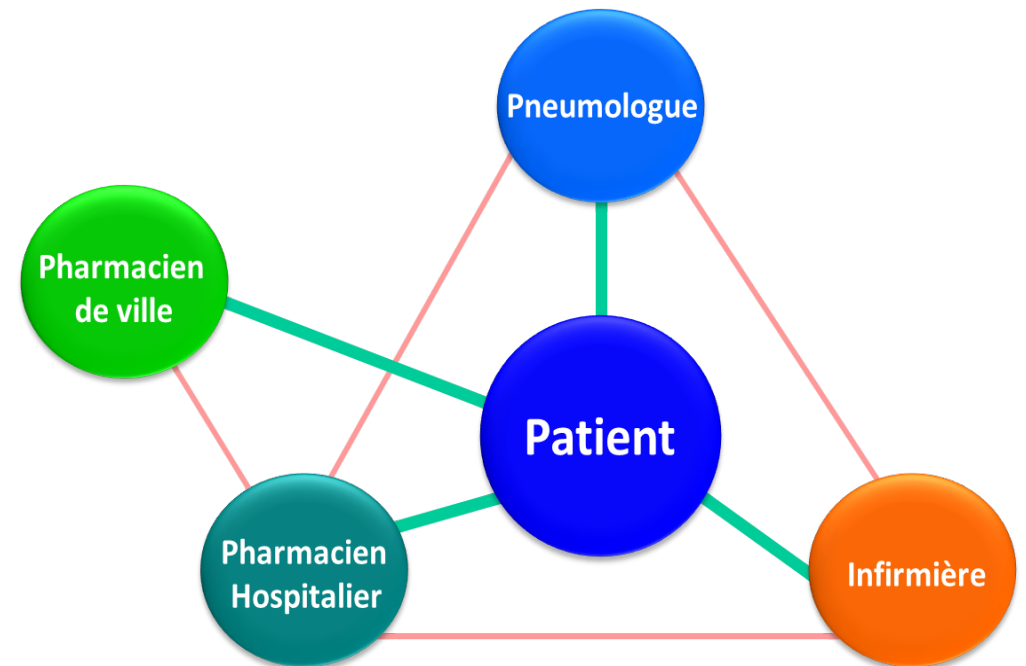 Pneumologue
Pharmacien
de ville
Patient
Pharmacien
Hospitalier
Infirmière